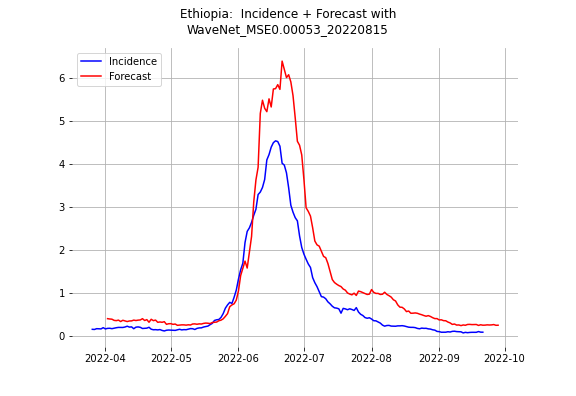 Ethiopia:  Incidence + Forecast with
WaveNet_MSE0.00053_20220815
Incidence
Forecast
6
5
4
3
2
1
0
2022-04 2022-05 2022-06 2022-07 2022-08 2022-09 2022-10